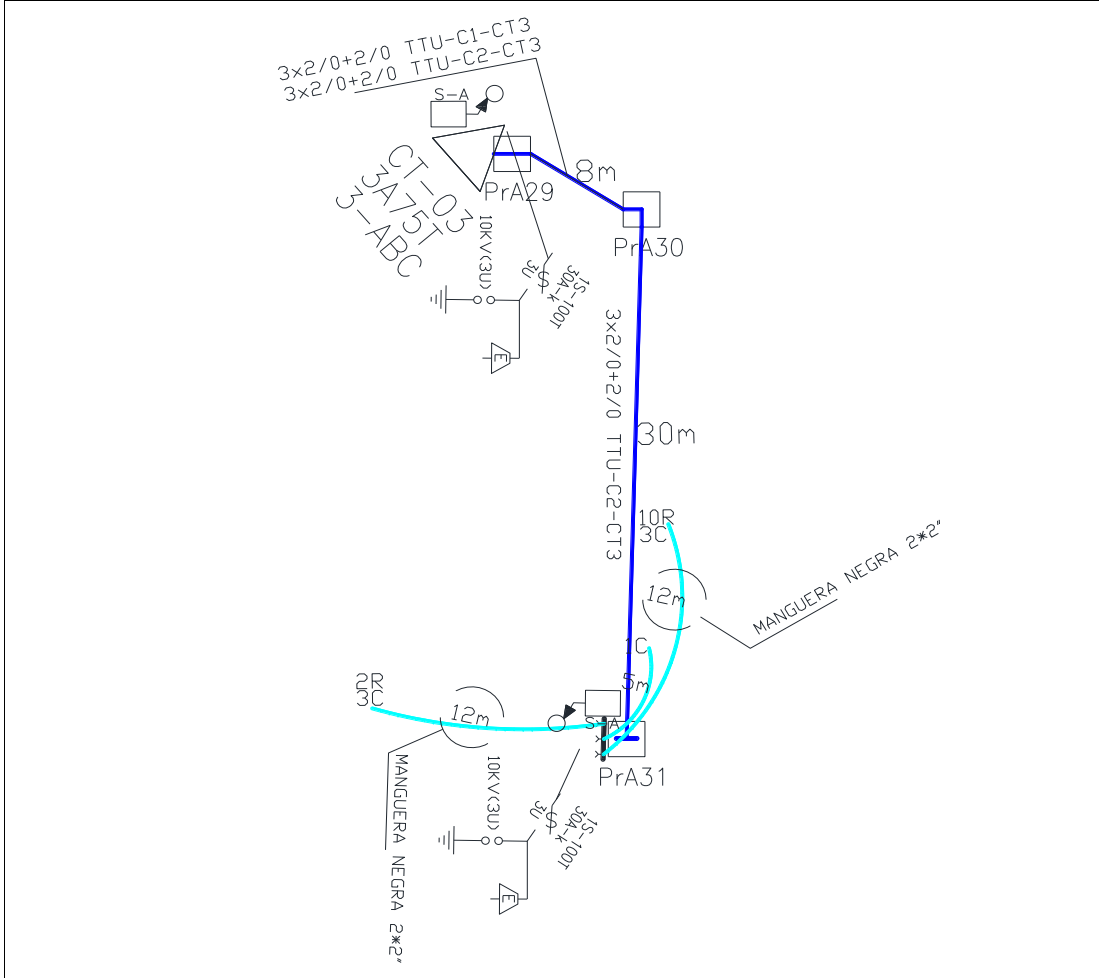 3x2/0+2/0 TTU-C1-CT3
3x2/0+2/0 TTU-C2-CT3
S-A
8m
PrA29
CT-03
3A75T
3-ABC
PrA30
10KV(3U)
1S-100T
30A-k
3U
E
3x2/0+2/0 TTU-C2-CT3
30m
10R
3C
12m
MANGUERA NEGRA 2*2"
1C
5m
2R
3C
12m
S-A
PrA31
MANGUERA NEGRA 2*2"
10KV(3U)
1S-100T
30A-k
3U
E